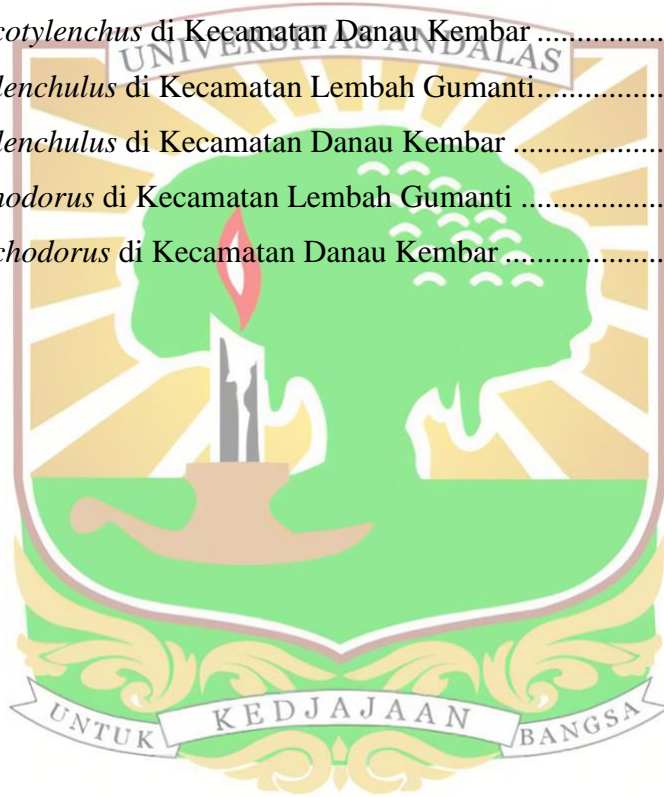 cotylenchus di Kecamatan Danau Kembar ................
UNIVERSITAS ANDALAS
lenchulus di Kecamatan Lembah Gumanti................
lenchulus di Kecamatan Danau Kembar ...................
hodorus di Kecamatan Lembah Gumanti .................
chodorus di Kecamatan Danau Kembar ....................
UNTUK KEDJAJAAN BANGSA